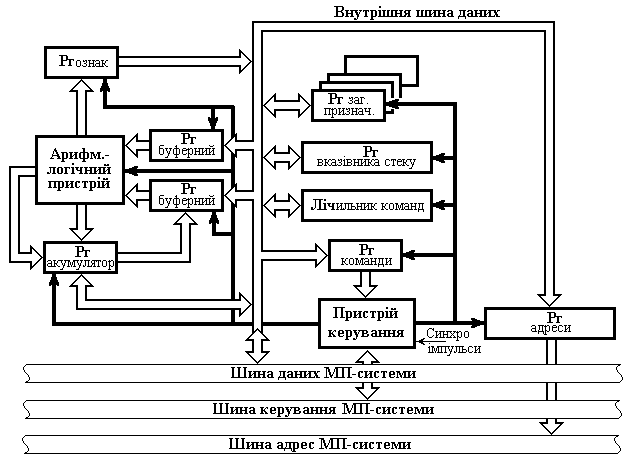 Внутрішня шина даних
Рг ознак
Рг заг.
признач.
Арифм.-
логічний
пристрій
Рг
буферний
Рг
вказівника стеку
Рг
буферний
Лічильник команд
Рг
акумулятор
Рг
команди
Пристрій
керування
Синхро
імпульси
Рг
адреси
Шина даних МП-системи
Шина керування МП-системи
Шина адрес МП-системи